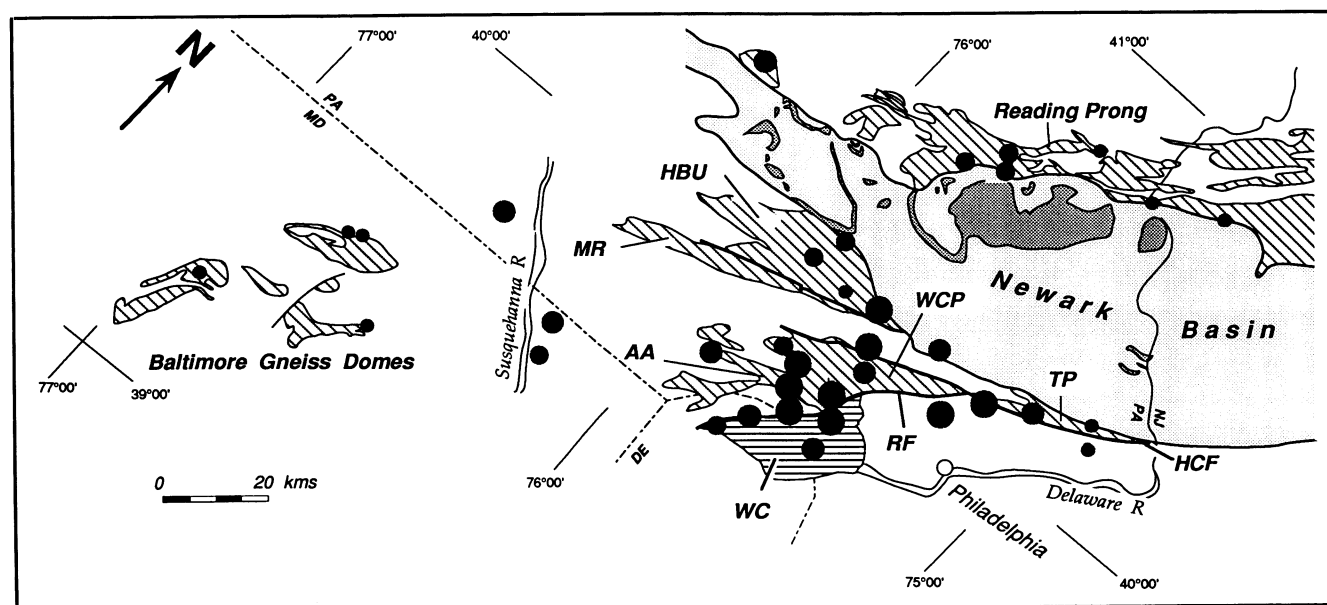 N
77°00'
40°00'
76°00'
41°00'
PA
MD
Reading Prong
HBU
MR
Susquehanna R
WCP
Newark
Basin
Baltimore Gneiss Domes
AA
TP
NJ
PA
77°00'
39°00'
RF
HCF
DE
0 20 kms
76°00'
WC
Philadelphia
Delaware R
75°00'
40°00'